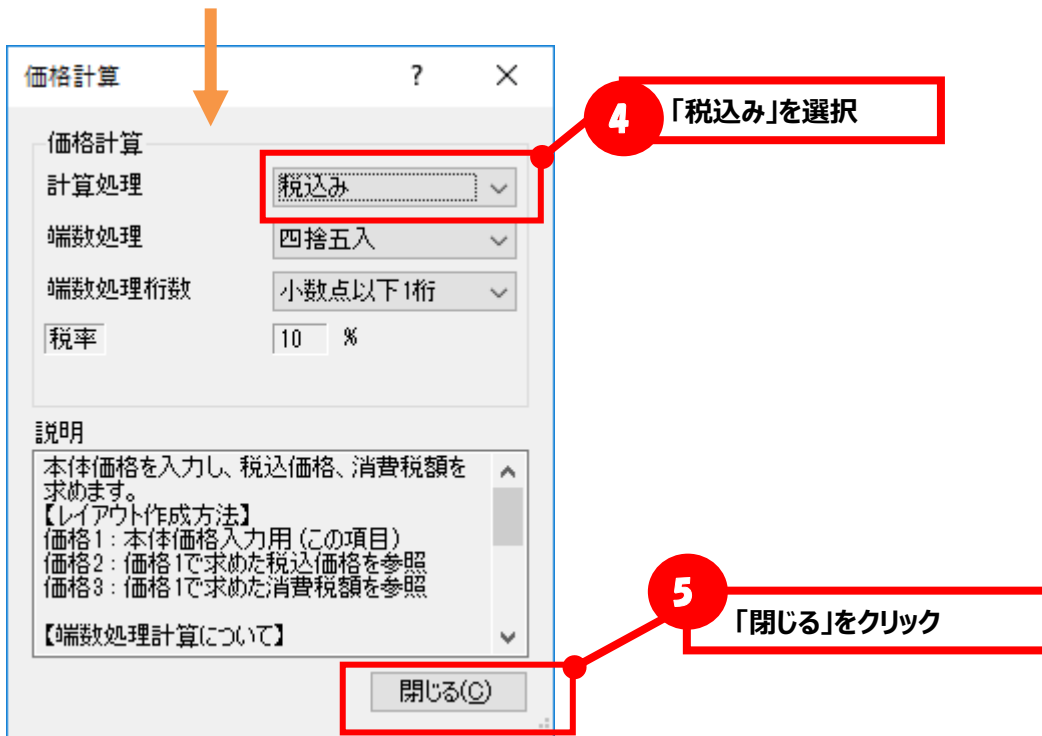 価格計算 ?
4 「税込み」を選択
価格計算
計算処理 税込み
端数処理 四捨五入
端数処理桁数 小数点以下1桁
税率 10 %
説明
本体価格を入力し、税込価格、消費税額を
求めます。
【レイアウト作成方法】
価格1：本体価格入力用（この項目）
価格2：価格1で求めた税込価格を参照
価格3：価格1で求めた消費税額を参照
【端数処理計算について】
5 「閉じる」をクリック
閉じる(C)